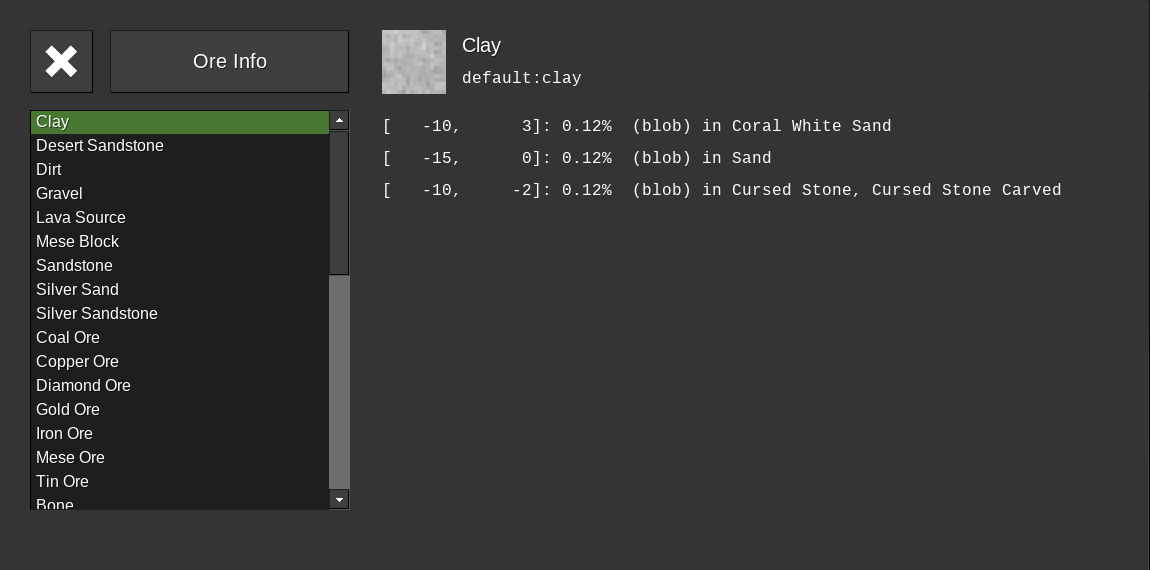 Ore Info
Clay
default:clay
Clay
Desert Sandstone
Dirt
Gravel
Lava Source
Mese Block
Sandstone
Silver Sand
Silver Sandstone
Coal Ore
Copper Ore
Diamond Ore
Gold Ore
Iron Ore
Mese Ore
Tin Ore
Bone
[   -10,      3]: 0.12%  (blob) in Coral White Sand
[   -15,      0]: 0.12%  (blob) in Sand
[   -10,     -2]: 0.12%  (blob) in Cursed Stone, Cursed Stone Carved